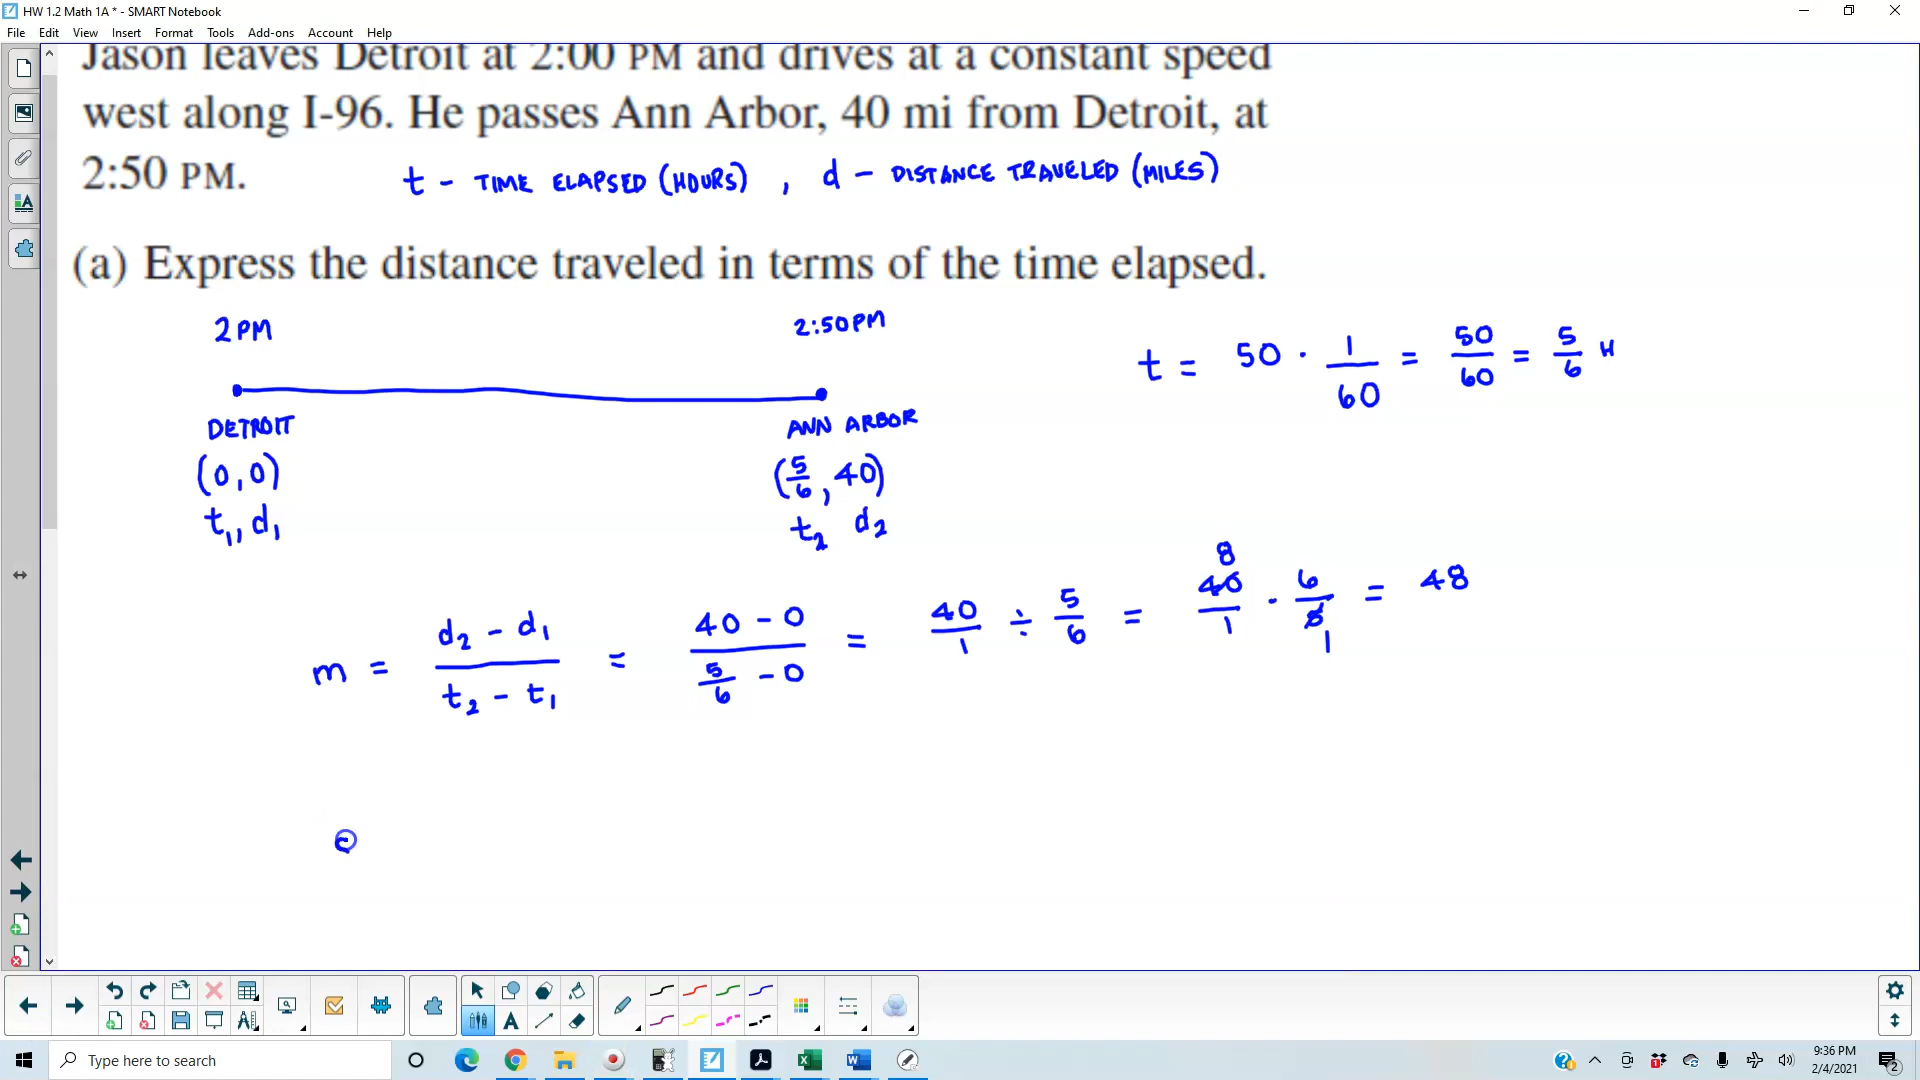 HW 1.2 Math 1A * - SMART Notebook
File Edit View Insert Format Tools Add-ons Account Help
Jason leaves Detroit at 2:00 PM and drives at a constant speed
west along I-96. He passes Ann Arbor, 40 mi from Detroit, at
2:50 PM.
t - TIME ELAPSED (HOURS) , d - DISTANCE TRAVELED (MILES)
(a) Express the distance traveled in terms of the time elapsed.
2PM 2:50PM
t = 50 · 1/60 = 50/60 = 5/6 H
DETROIT ANN ARBOR
(0,0) (5/6, 40)
t₁, d₁ t₂ d₂
m = (d₂ - d₁)/(t₂ - t₁) = (40 - 0)/(5/6 - 0) = 40/1 ÷ 5/6 = 8 40/1 · 6/5 1 = 48
Type here to search
9:36 PM
2/4/2021